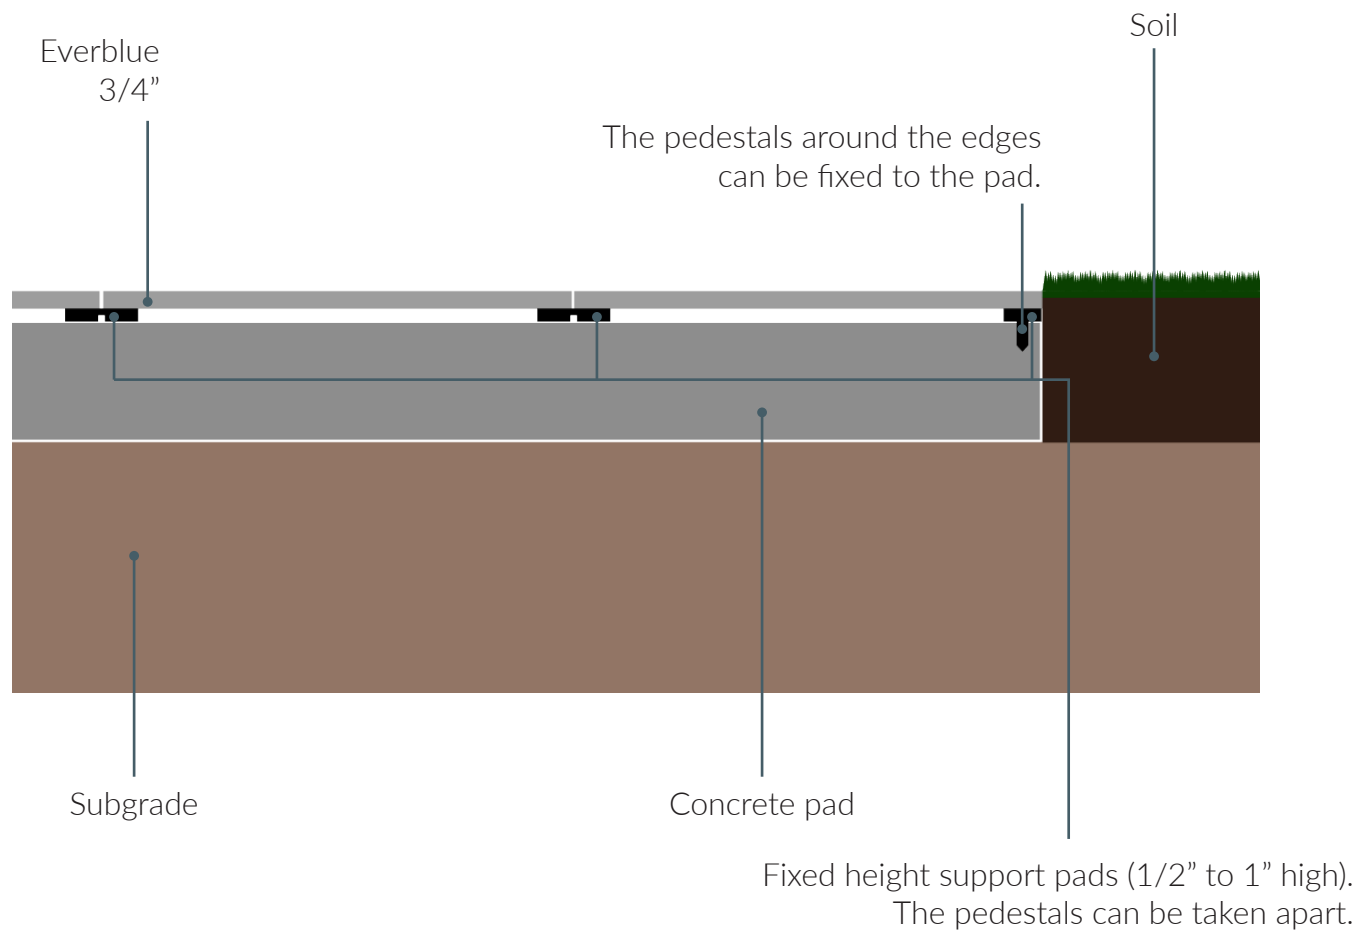 Everblue
3/4”
Soil
The pedestals around the edges
can be fixed to the pad.
Subgrade
Concrete pad
Fixed height support pads (1/2” to 1” high).
The pedestals can be taken apart.